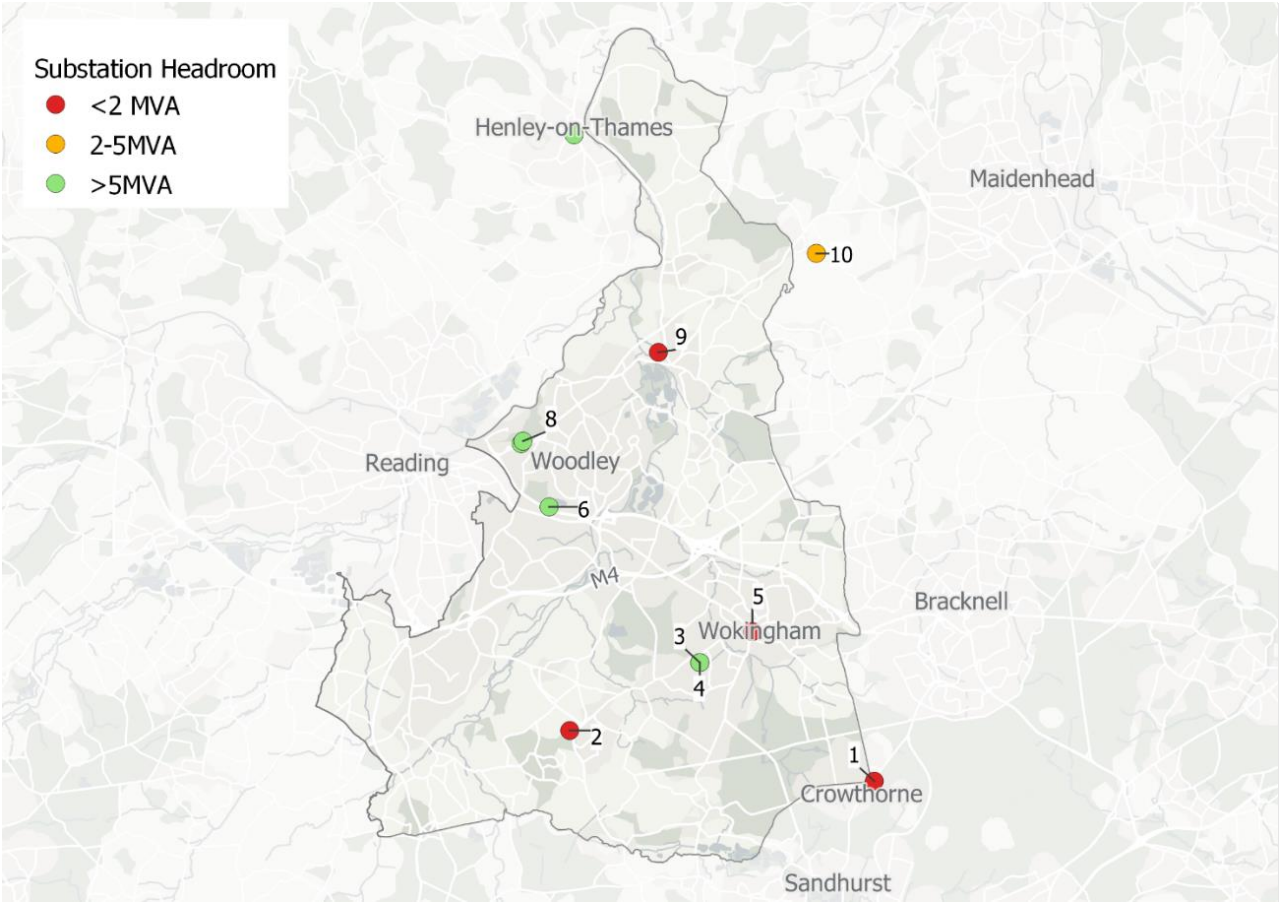 Substation Headroom
<2 MVA
2-5MVA
>5MVA
Henley-on-Thames
Maidenhead
10
9
8
Woodley
Reading
6
M4
5
Bracknell
Wokingham
3
4
2
1
Crowthorne
Sandhurst